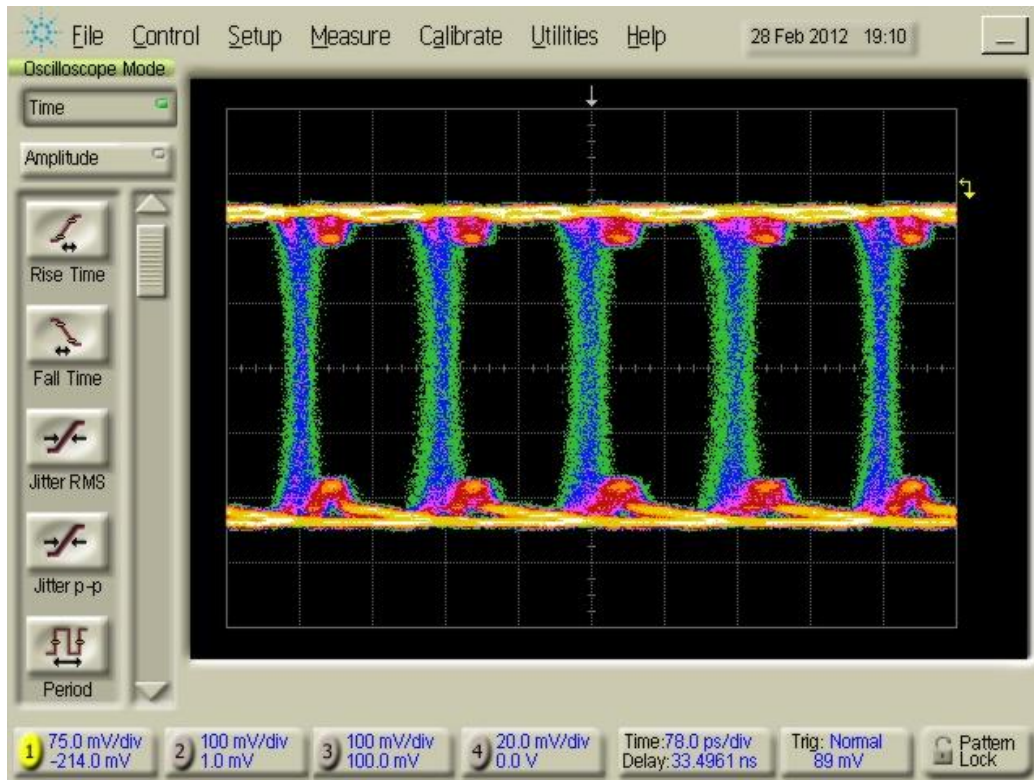 File Control Setup Measure Calibrate Utilities Help 28 Feb 2012 19:10
Oscilloscope Mode
Time
Amplitude
Rise Time
Fall Time
Jitter RMS
Jitter p-p
Period
1 75.0 mV/div
-214.0 mV
2 100 mV/div
1.0 mV
3 100 mV/div
100.0 mV
4 20.0 mV/div
0.0 V
Time:78.0 ps/div
Delay:33.4961 ns
Trig: Normal
89 mV
Pattern
Lock